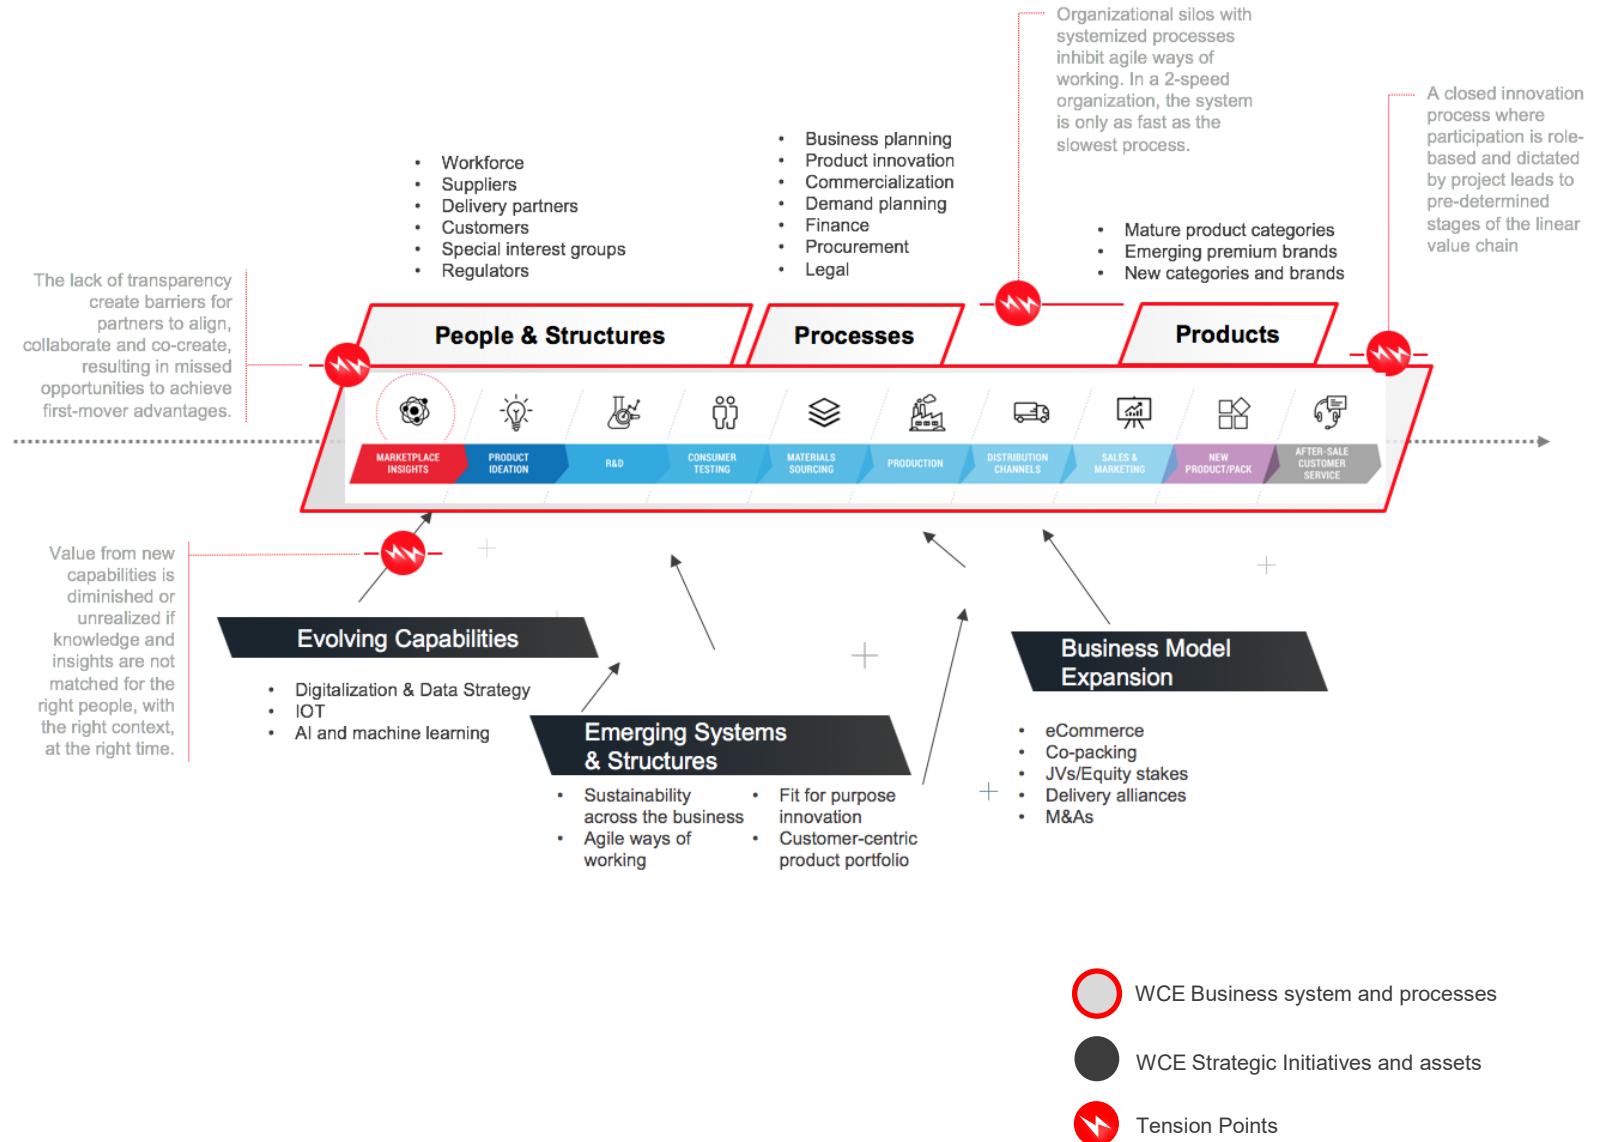 Organizational silos with
systemized processes
inhibit agile ways of
working. In a 2-speed
organization, the system
is only as fast as the
slowest process.
A closed innovation
process where
participation is role-
based and dictated
by project leads to
pre-determined
stages of the linear
value chain
• Workforce
• Suppliers
• Delivery partners
• Customers
• Special interest groups
• Regulators
• Business planning
• Product innovation
• Commercialization
• Demand planning
• Finance
• Procurement
• Legal
• Mature product categories
• Emerging premium brands
• New categories and brands
The lack of transparency
create barriers for
partners to align,
collaborate and co-create,
resulting in missed
opportunities to achieve
first-mover advantages.
People & Structures
Processes
Products
MARKETPLACE
INSIGHTS
PRODUCT
IDEATION
R&D
CONSUMER
TESTING
MATERIALS
SOURCING
PRODUCTION
DISTRIBUTION
CHANNELS
SALES &
MARKETING
NEW
PRODUCT/PACK
AFTER-SALE
CUSTOMER
SERVICE
Value from new
capabilities is
diminished or
unrealized if
knowledge and
insights are not
matched for the
right people, with
the right context,
at the right time.
Evolving Capabilities
• Digitalization & Data Strategy
• IOT
• AI and machine learning
Emerging Systems
& Structures
• Sustainability
across the business
• Agile ways of
working
• Fit for purpose
innovation
• Customer-centric
product portfolio
Business Model
Expansion
• eCommerce
• Co-packing
• JVs/Equity stakes
• Delivery alliances
• M&As
WCE Business system and processes
WCE Strategic Initiatives and assets
Tension Points